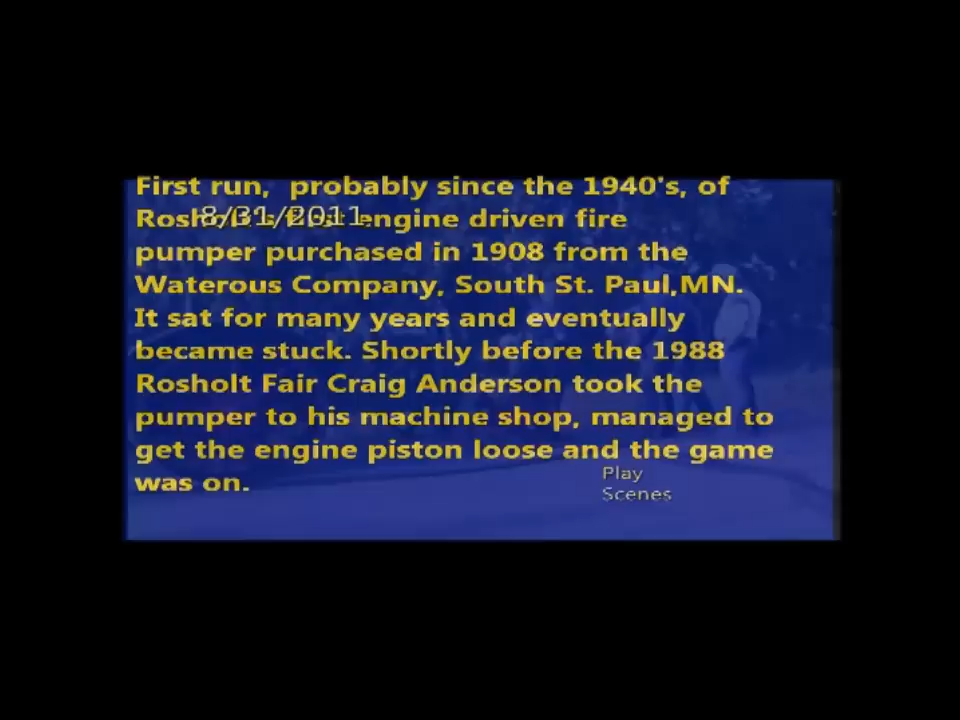 First run, probably since the 1940's, of
8/31/2011
Rosholt's first engine driven fire
pumper purchased in 1908 from the
Waterous Company, South St. Paul,MN.
It sat for many years and eventually
became stuck. Shortly before the 1988
Rosholt Fair Craig Anderson took the
pumper to his machine shop, managed to
get the engine piston loose and the game
was on.
Play
Scenes